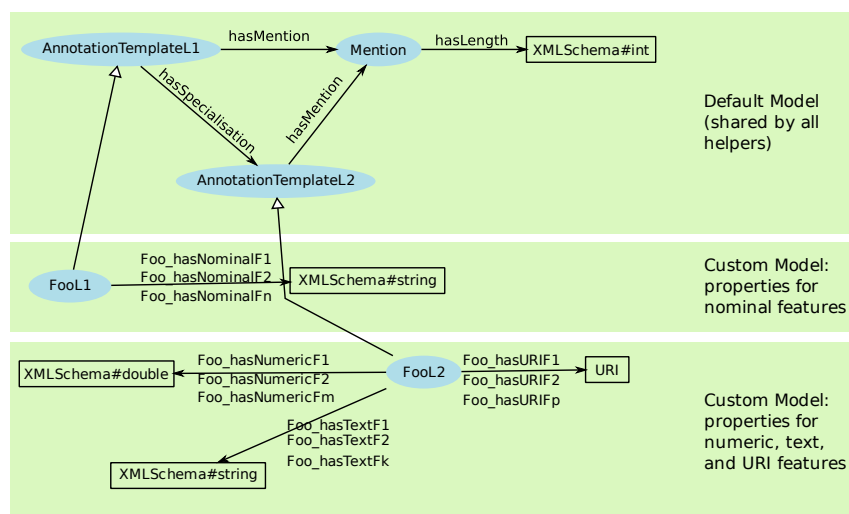 AnnotationTemplateL1
hasMention
Mention
hasLength
XMLSchema#int
hasSpecialisation
hasMention
AnnotationTemplateL2
Default Model
(shared by all
helpers)
FooL1
Foo_hasNominalF1
Foo_hasNominalF2
Foo_hasNominalFn
XMLSchema#string
Custom Model:
properties for
nominal features
XMLSchema#double
Foo_hasNumericF1
Foo_hasNumericF2
Foo_hasNumericFm
FooL2
Foo_hasURIF1
Foo_hasURIF2
Foo_hasURIFp
URI
Foo_hasTextF1
Foo_hasTextF2
Foo_hasTextFk
XMLSchema#string
Custom Model:
properties for
numeric, text,
and URI features